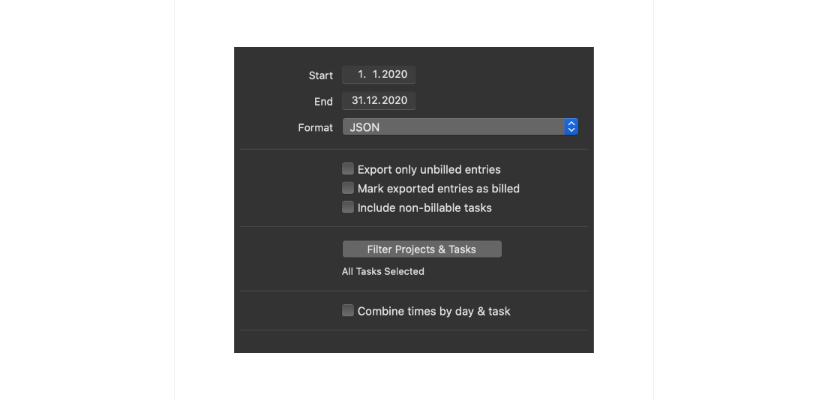 Start 1. 1.2020
End 31.12.2020
Format JSON
Export only unbilled entries
Mark exported entries as billed
Include non-billable tasks
Filter Projects & Tasks
All Tasks Selected
Combine times by day & task